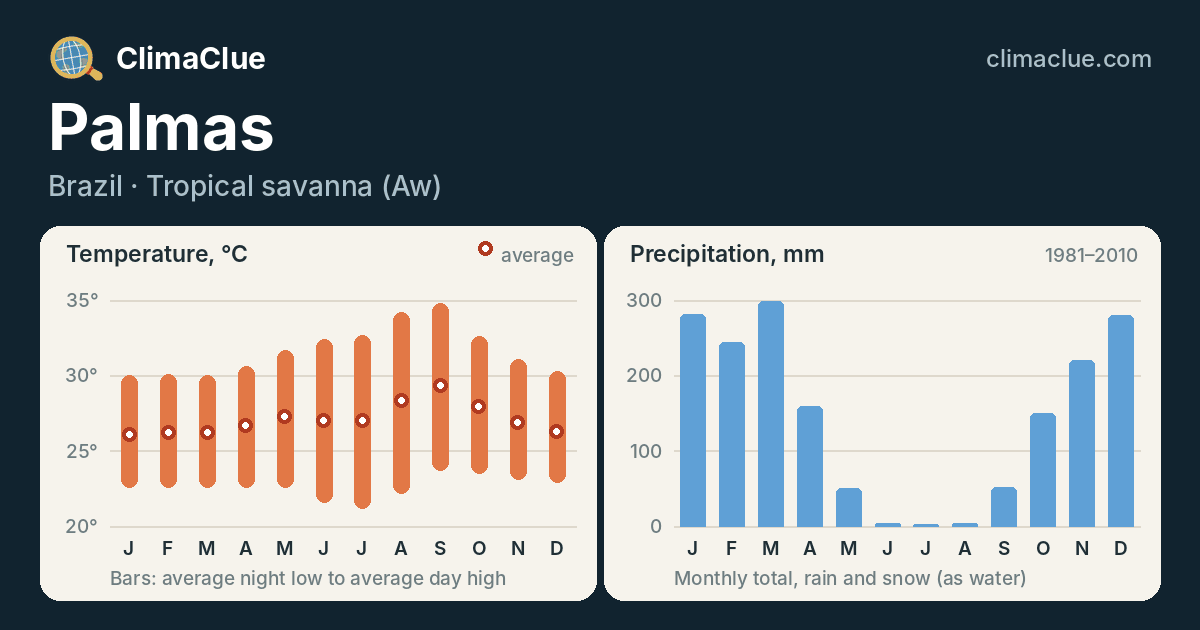 ClimaClue
climaclue.com
Palmas
Brazil · Tropical savanna (Aw)
Temperature, °C
average
35°
30°
25°
20°
J F M A M J J A S O N D
Bars: average night low to average day high
Precipitation, mm
1981–2010
300
200
100
0
J F M A M J J A S O N D
Monthly total, rain and snow (as water)